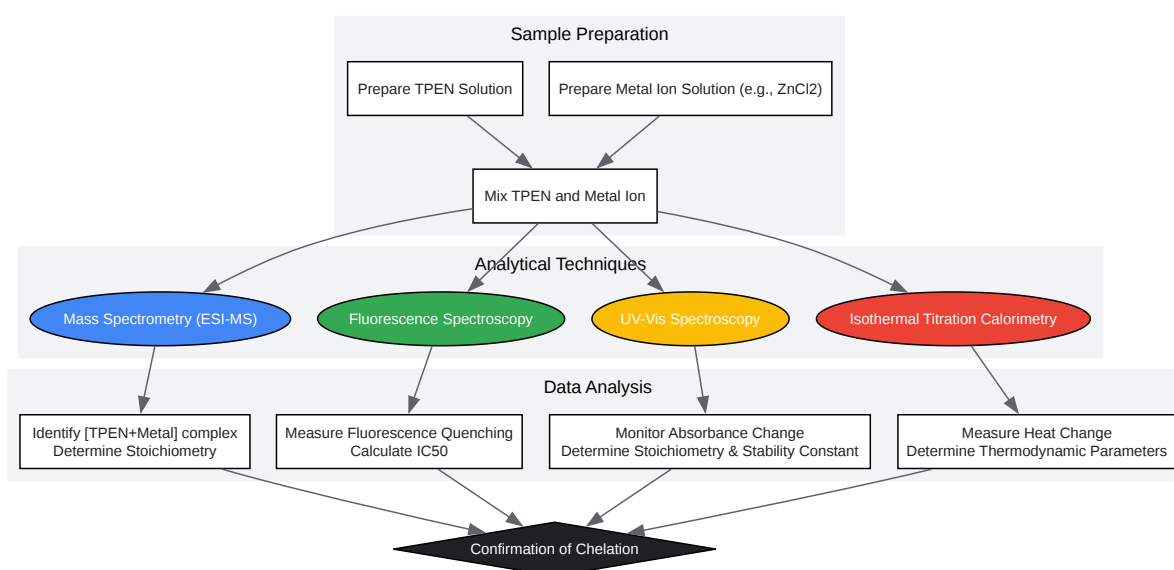 Sample Preparation
Prepare TPEN Solution
Prepare Metal Ion Solution (e.g., ZnCl2)
Mix TPEN and Metal Ion
Analytical Techniques
Mass Spectrometry (ESI-MS)
Fluorescence Spectroscopy
UV-Vis Spectroscopy
Isothermal Titration Calorimetry
Data Analysis
Identify [TPEN+Metal] complex
Determine Stoichiometry
Measure Fluorescence Quenching
Calculate IC50
Monitor Absorbance Change
Determine Stoichiometry & Stability Constant
Measure Heat Change
Determine Thermodynamic Parameters
Confirmation of Chelation